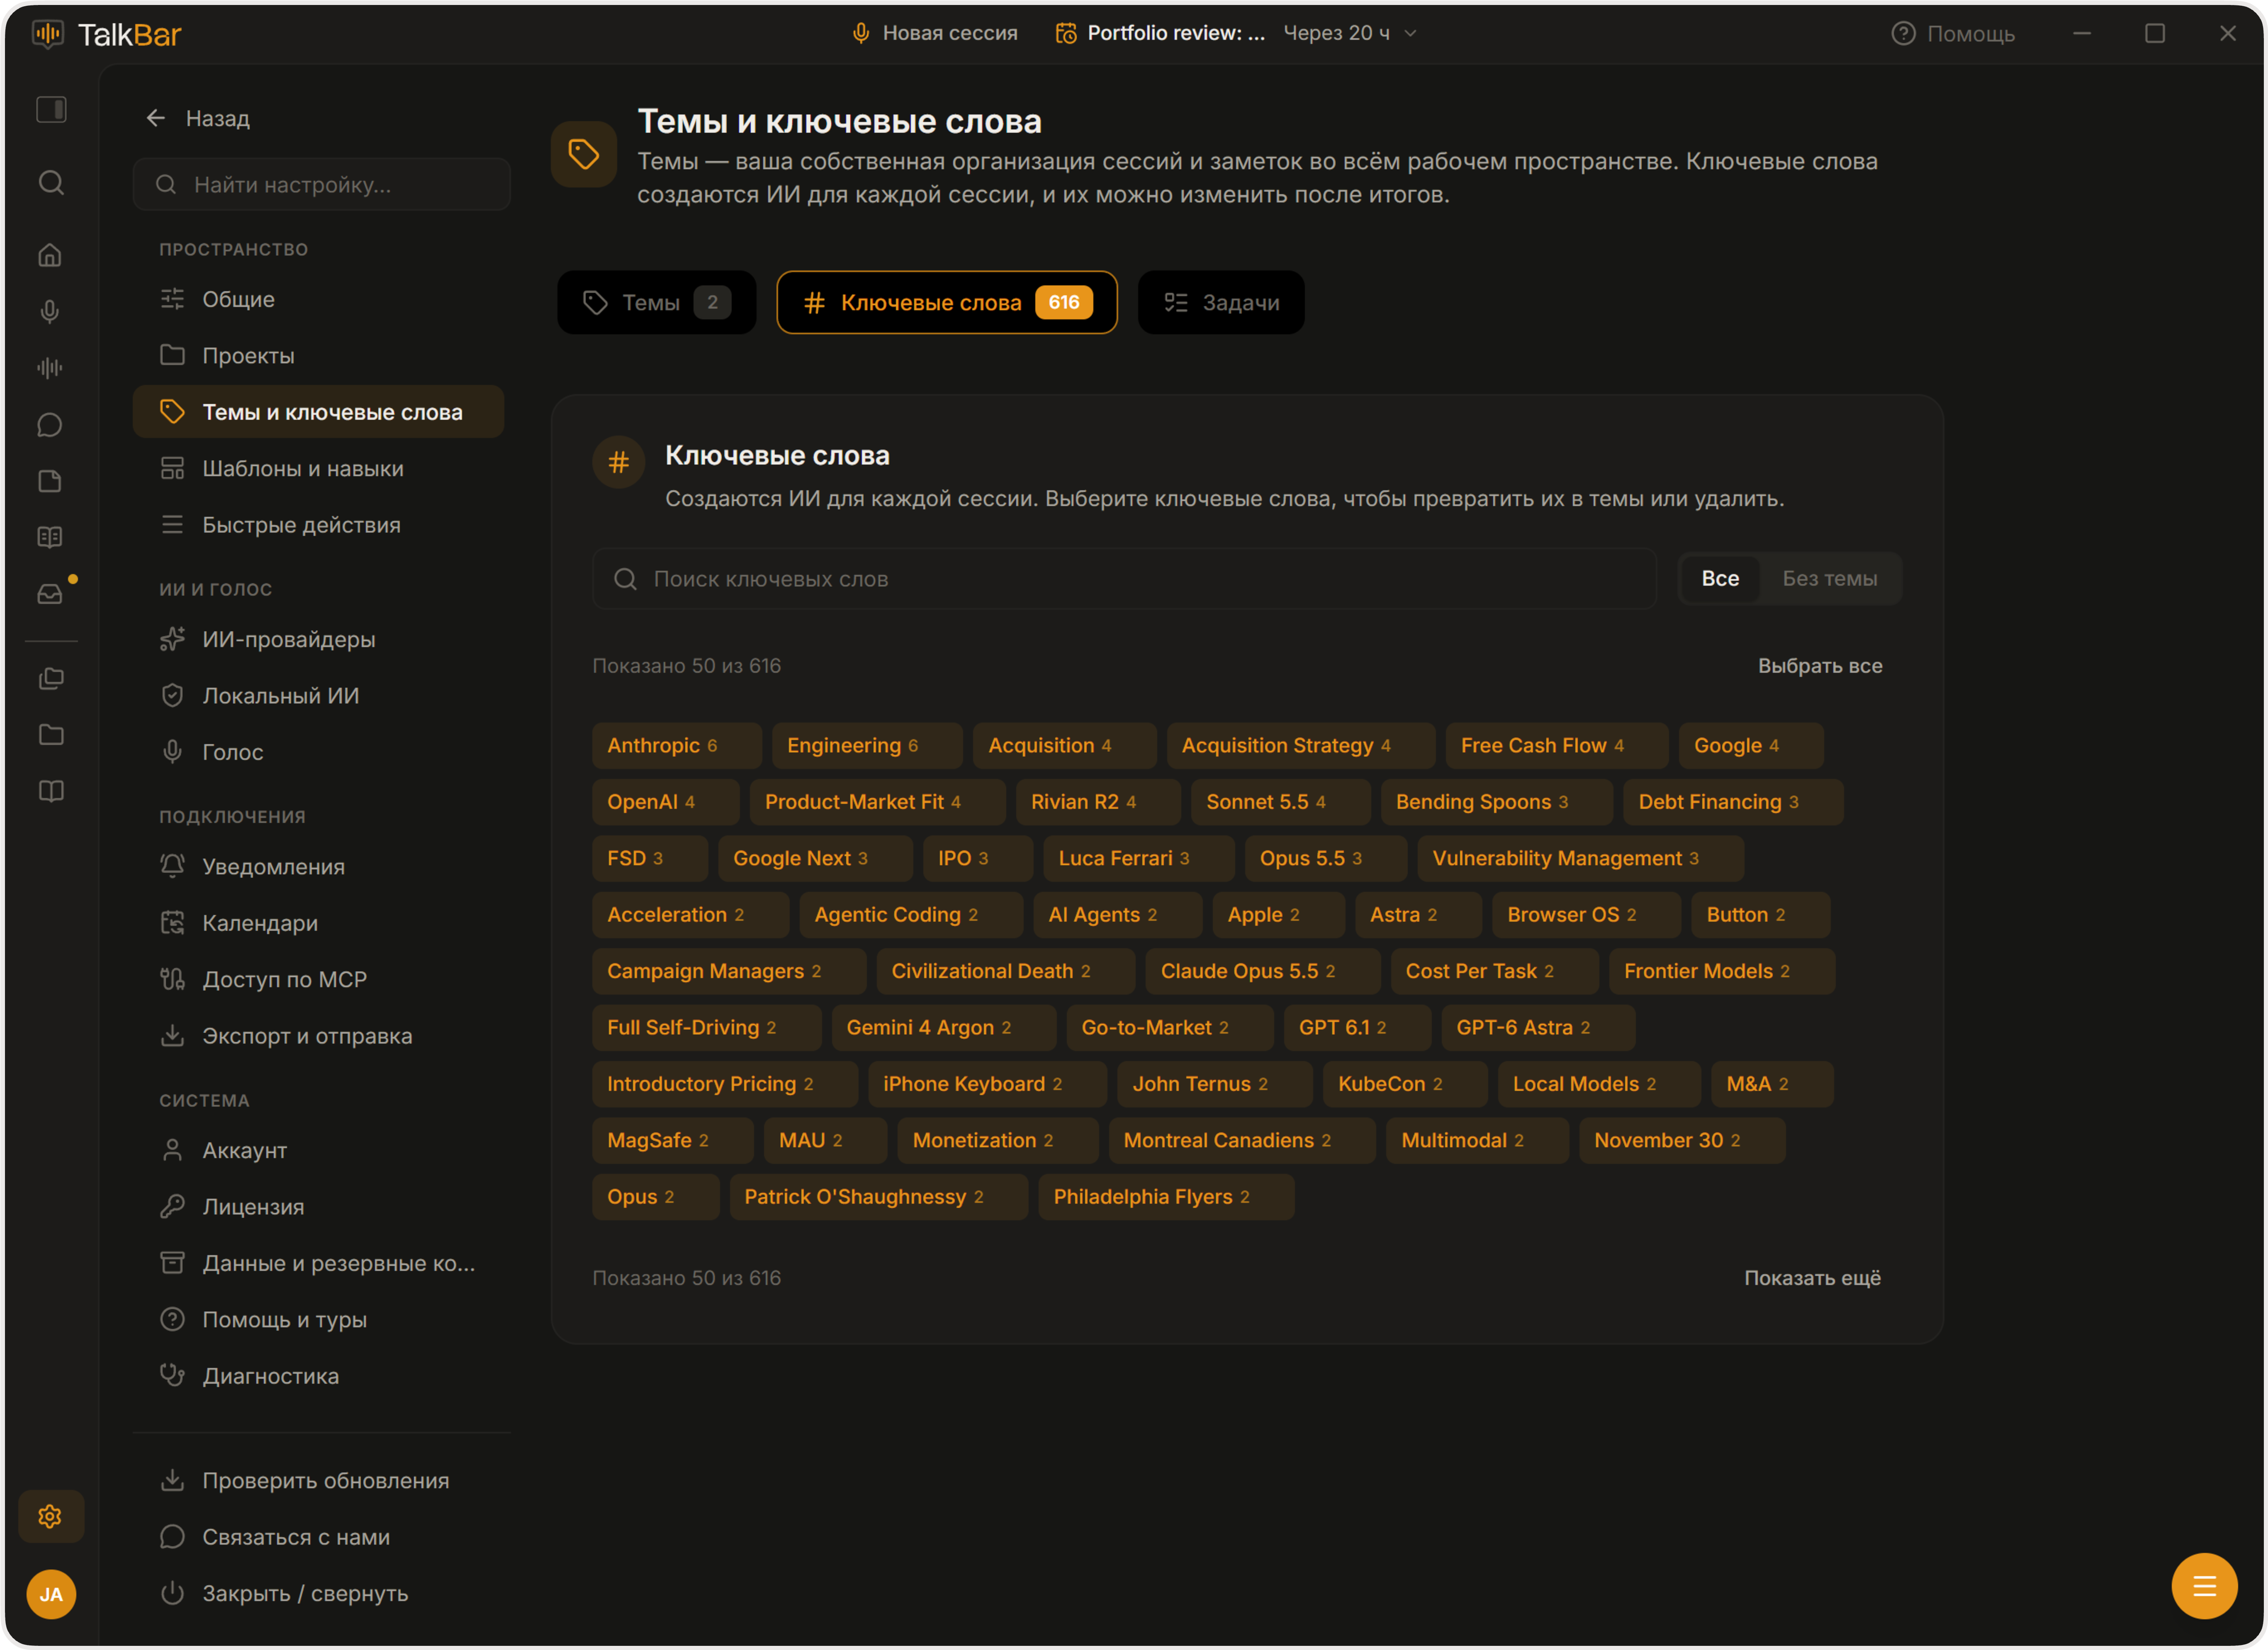 TalkBar
Новая сессия
Portfolio review: ... Через 20 ч
Помощь
Назад
Найти настройку...
ПРОСТРАНСТВО
Общие
Проекты
Темы и ключевые слова
Шаблоны и навыки
Быстрые действия
ИИ И ГОЛОС
ИИ-провайдеры
Локальный ИИ
Голос
ПОДКЛЮЧЕНИЯ
Уведомления
Календари
Доступ по MCP
Экспорт и отправка
СИСТЕМА
Аккаунт
Лицензия
Данные и резервные ко...
Помощь и туры
Диагностика
Проверить обновления
Связаться с нами
Закрыть / свернуть
JA
Темы и ключевые слова
Темы — ваша собственная организация сессий и заметок во всём рабочем пространстве. Ключевые слова
создаются ИИ для каждой сессии, и их можно изменить после итогов.
Темы 2
Ключевые слова 616
Задачи
Ключевые слова
Создаются ИИ для каждой сессии. Выберите ключевые слова, чтобы превратить их в темы или удалить.
Поиск ключевых слов
Все Без темы
Показано 50 из 616
Выбрать все
Anthropic 6 Engineering 6 Acquisition 4 Acquisition Strategy 4 Free Cash Flow 4 Google 4
OpenAI 4 Product-Market Fit 4 Rivian R2 4 Sonnet 5.5 4 Bending Spoons 3 Debt Financing 3
FSD 3 Google Next 3 IPO 3 Luca Ferrari 3 Opus 5.5 3 Vulnerability Management 3
Acceleration 2 Agentic Coding 2 AI Agents 2 Apple 2 Astra 2 Browser OS 2 Button 2
Campaign Managers 2 Civilizational Death 2 Claude Opus 5.5 2 Cost Per Task 2 Frontier Models 2
Full Self-Driving 2 Gemini 4 Argon 2 Go-to-Market 2 GPT 6.1 2 GPT-6 Astra 2
Introductory Pricing 2 iPhone Keyboard 2 John Ternus 2 KubeCon 2 Local Models 2 M&A 2
MagSafe 2 MAU 2 Monetization 2 Montreal Canadiens 2 Multimodal 2 November 30 2
Opus 2 Patrick O'Shaughnessy 2 Philadelphia Flyers 2
Показано 50 из 616
Показать ещё